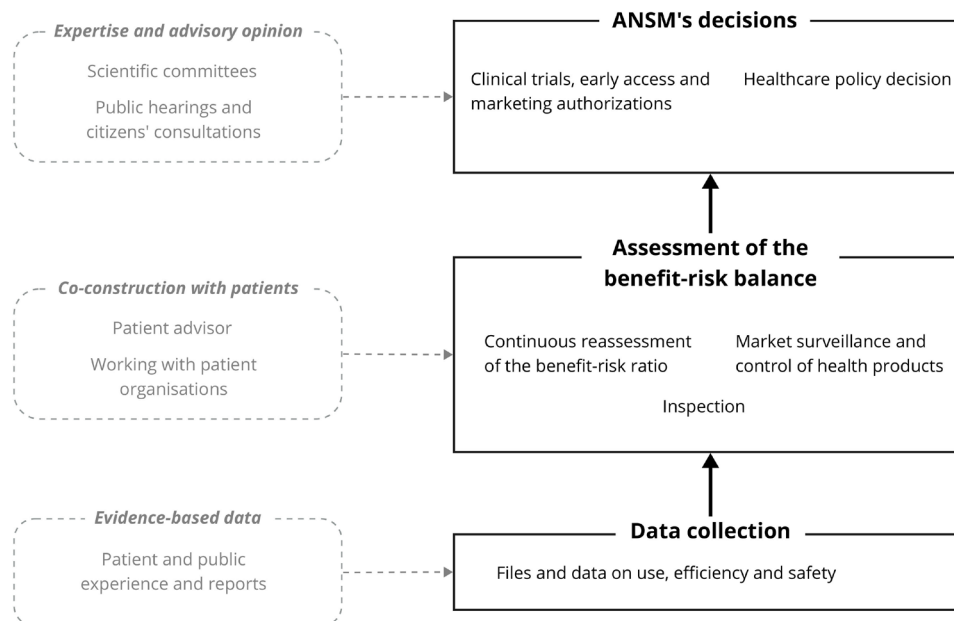 Expertise and advisory opinion
Scientific committees
Public hearings and
citizens' consultations
ANSM's decisions
Clinical trials, early access and
marketing authorizations
Healthcare policy decision
Co-construction with patients
Patient advisor
Working with patient
organisations
Assessment of the
benefit-risk balance
Continuous reassessment
of the benefit-risk ratio
Market surveillance and
control of health products
Inspection
Evidence-based data
Patient and public
experience and reports
Data collection
Files and data on use, efficiency and safety